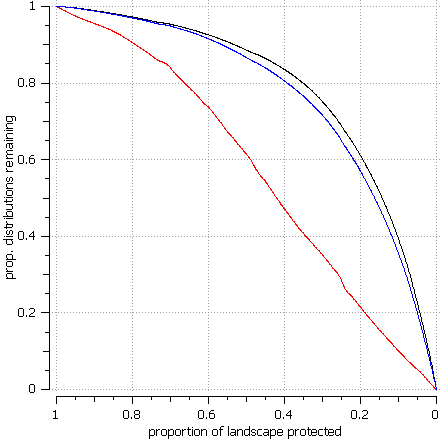 1
0.8
0.6
0.4
0.2
0
prop. distributions remaining
1 0.8 0.6 0.4 0.2 0
proportion of landscape protected